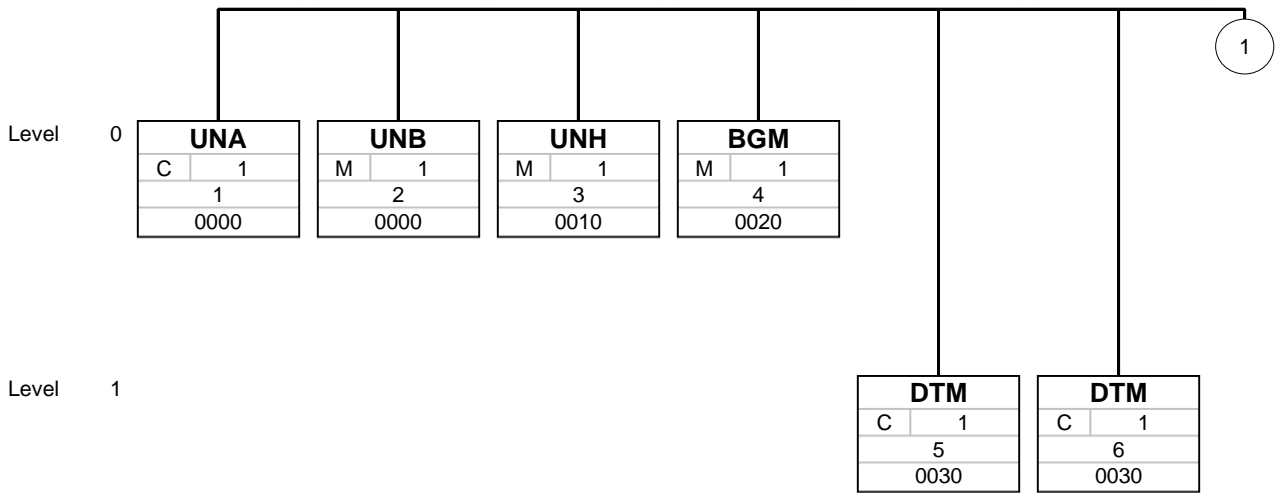 1
Level 0
UNA
C 1
1
0000
UNB
M 1
2
0000
UNH
M 1
3
0010
BGM
M 1
4
0020
Level 1
DTM
C 1
5
0030
DTM
C 1
6
0030